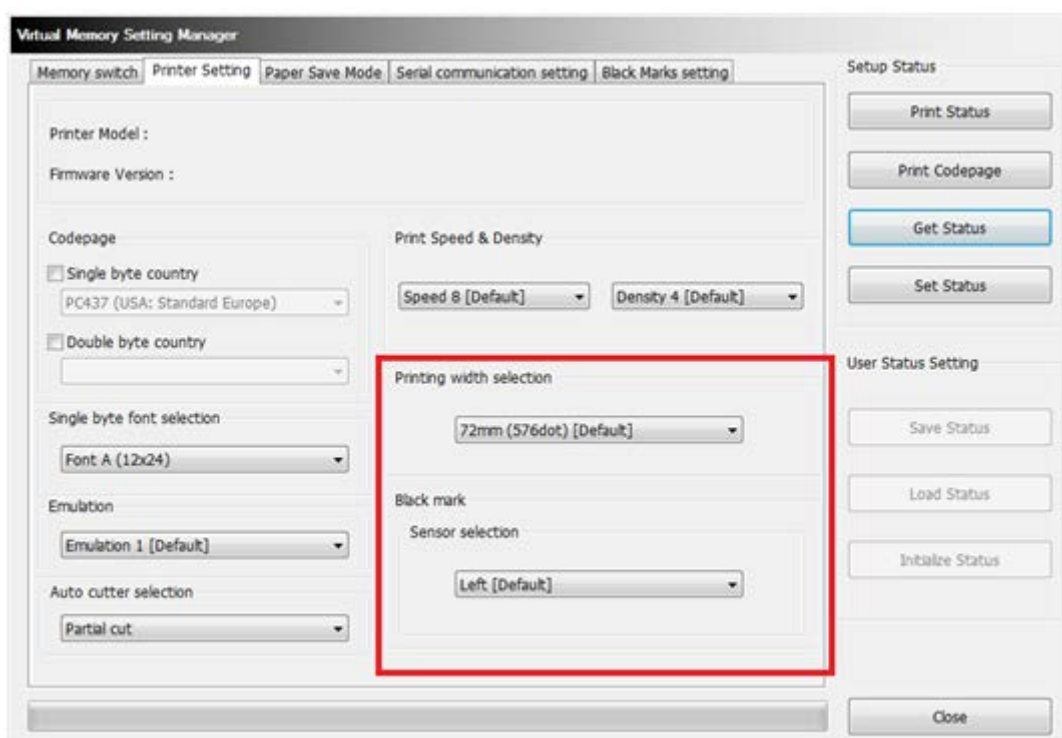 Virtual Memory Setting Manager
Memory switch
Printer Setting
Paper Save Mode
Serial communication setting
Black Marks setting
Printer Model :
Firmware Version :
Codepage
Single byte country
PC437 (USA: Standard Europe)
Double byte country
Single byte font selection
Font A (12x24)
Emulation
Emulation 1 [Default]
Auto cutter selection
Partial cut
Print Speed & Density
Speed 8 [Default]
Density 4 [Default]
Printing width selection
72mm (576dot) [Default]
Black mark
Sensor selection
Left [Default]
Setup Status
Print Status
Print Codepage
Get Status
Set Status
User Status Setting
Save Status
Load Status
Initialize Status
Close